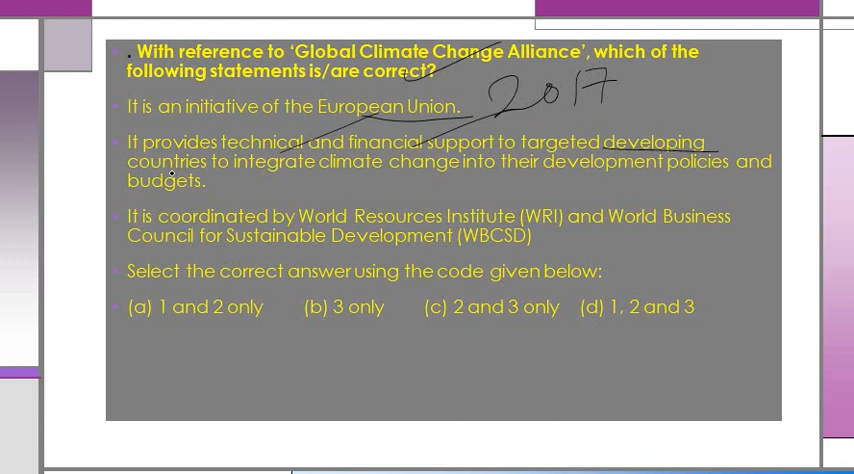 . With reference to ‘Global Climate Change Alliance’, which of the
following statements is/are correct?
It is an initiative of the European Union.
2017
It provides technical and financial support to targeted developing
countries to integrate climate change into their development policies and
budgets.
It is coordinated by World Resources Institute (WRI) and World Business
Council for Sustainable Development (WBCSD)
Select the correct answer using the code given below:
(a) 1 and 2 only (b) 3 only (c) 2 and 3 only (d) 1, 2 and 3